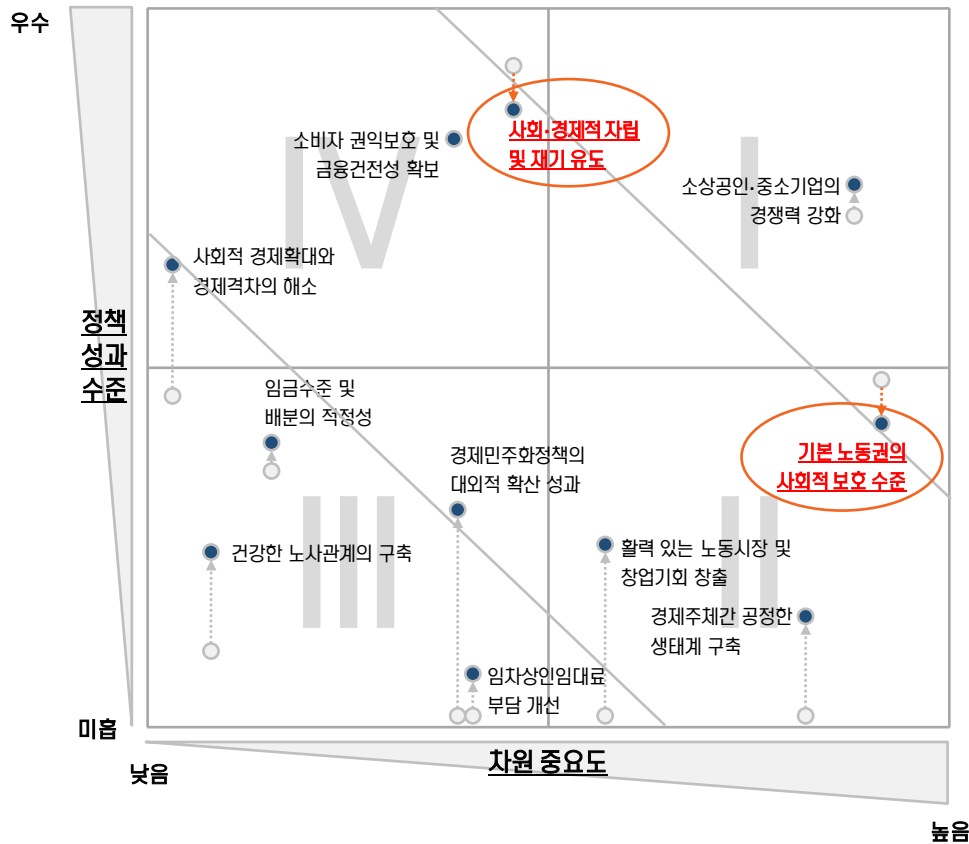 우수
사회·경제적 자립
및 재기 유도
소비자 권익보호 및
금융건전성 확보
IV
I
소상공인·중소기업의
경쟁력 강화
사회적 경제확대와
경제격차의 해소
정책
성과
수준
임금수준 및
배분의 적정성
경제민주화정책의
대외적 확산 성과
기본 노동권의
사회적 보호 수준
III
II
건강한 노사관계의 구축
활력 있는 노동시장 및
창업기회 창출
경제주체간 공정한
생태계 구축
임차상인임대료
부담 개선
미흡
낮음
차원 중요도
높음